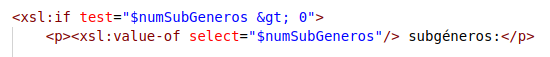 <xsl:if test="$numSubGeneros &gt; 0">
<p><xsl:value-of select="$numSubGeneros"/> subgéneros:</p>